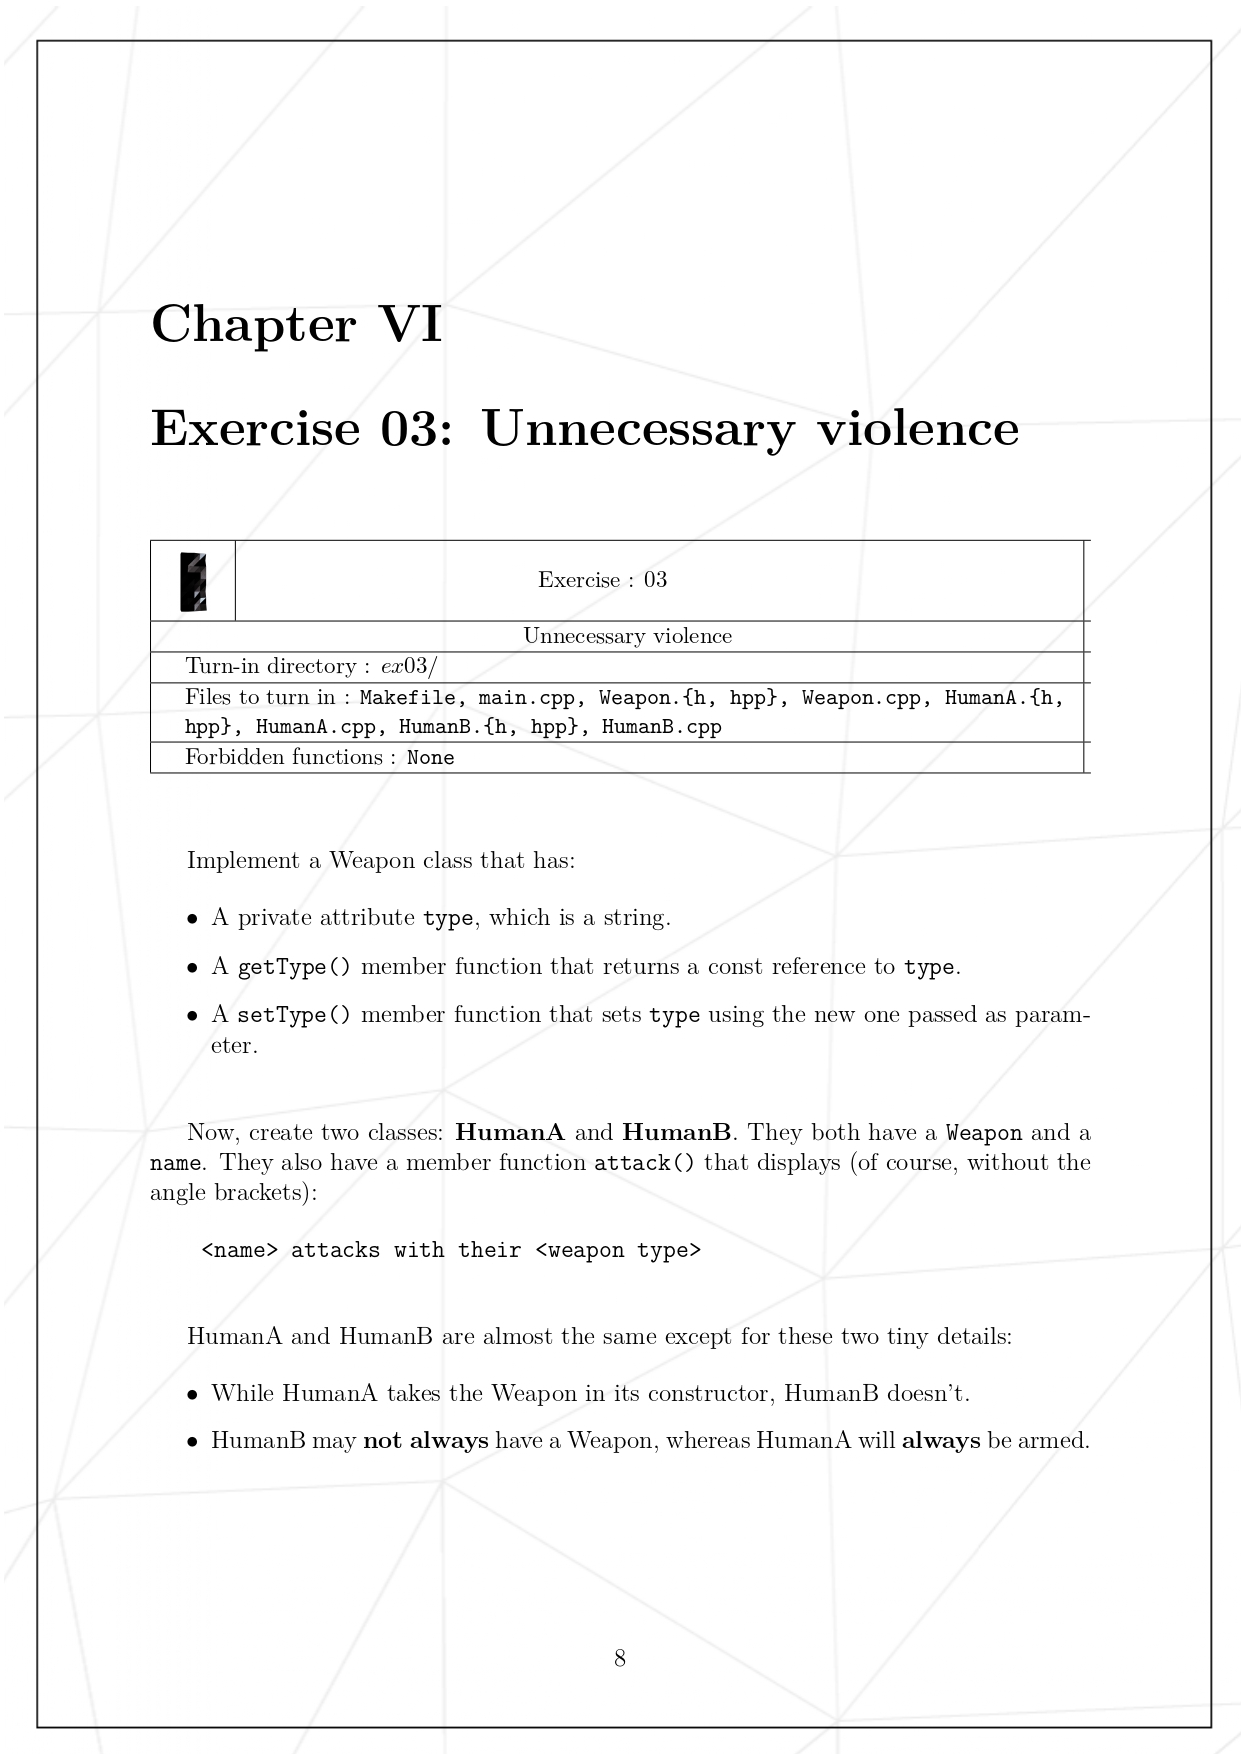 Chapter VI
Exercise 03: Unnecessary violence
Exercise : 03
Unnecessary violence
Turn-in directory : ex03/
Files to turn in : Makefile, main.cpp, Weapon.{h, hpp}, Weapon.cpp, HumanA.{h,
hpp}, HumanA.cpp, HumanB.{h, hpp}, HumanB.cpp
Forbidden functions : None
Implement a Weapon class that has:
• A private attribute type, which is a string.
• A getType() member function that returns a const reference to type.
• A setType() member function that sets type using the new one passed as param-
eter.
Now, create two classes: HumanA and HumanB. They both have a Weapon and a
name. They also have a member function attack() that displays (of course, without the
angle brackets):
<name> attacks with their <weapon type>
HumanA and HumanB are almost the same except for these two tiny details:
• While HumanA takes the Weapon in its constructor, HumanB doesn't.
• HumanB may not always have a Weapon, whereas HumanA will always be armed.
8